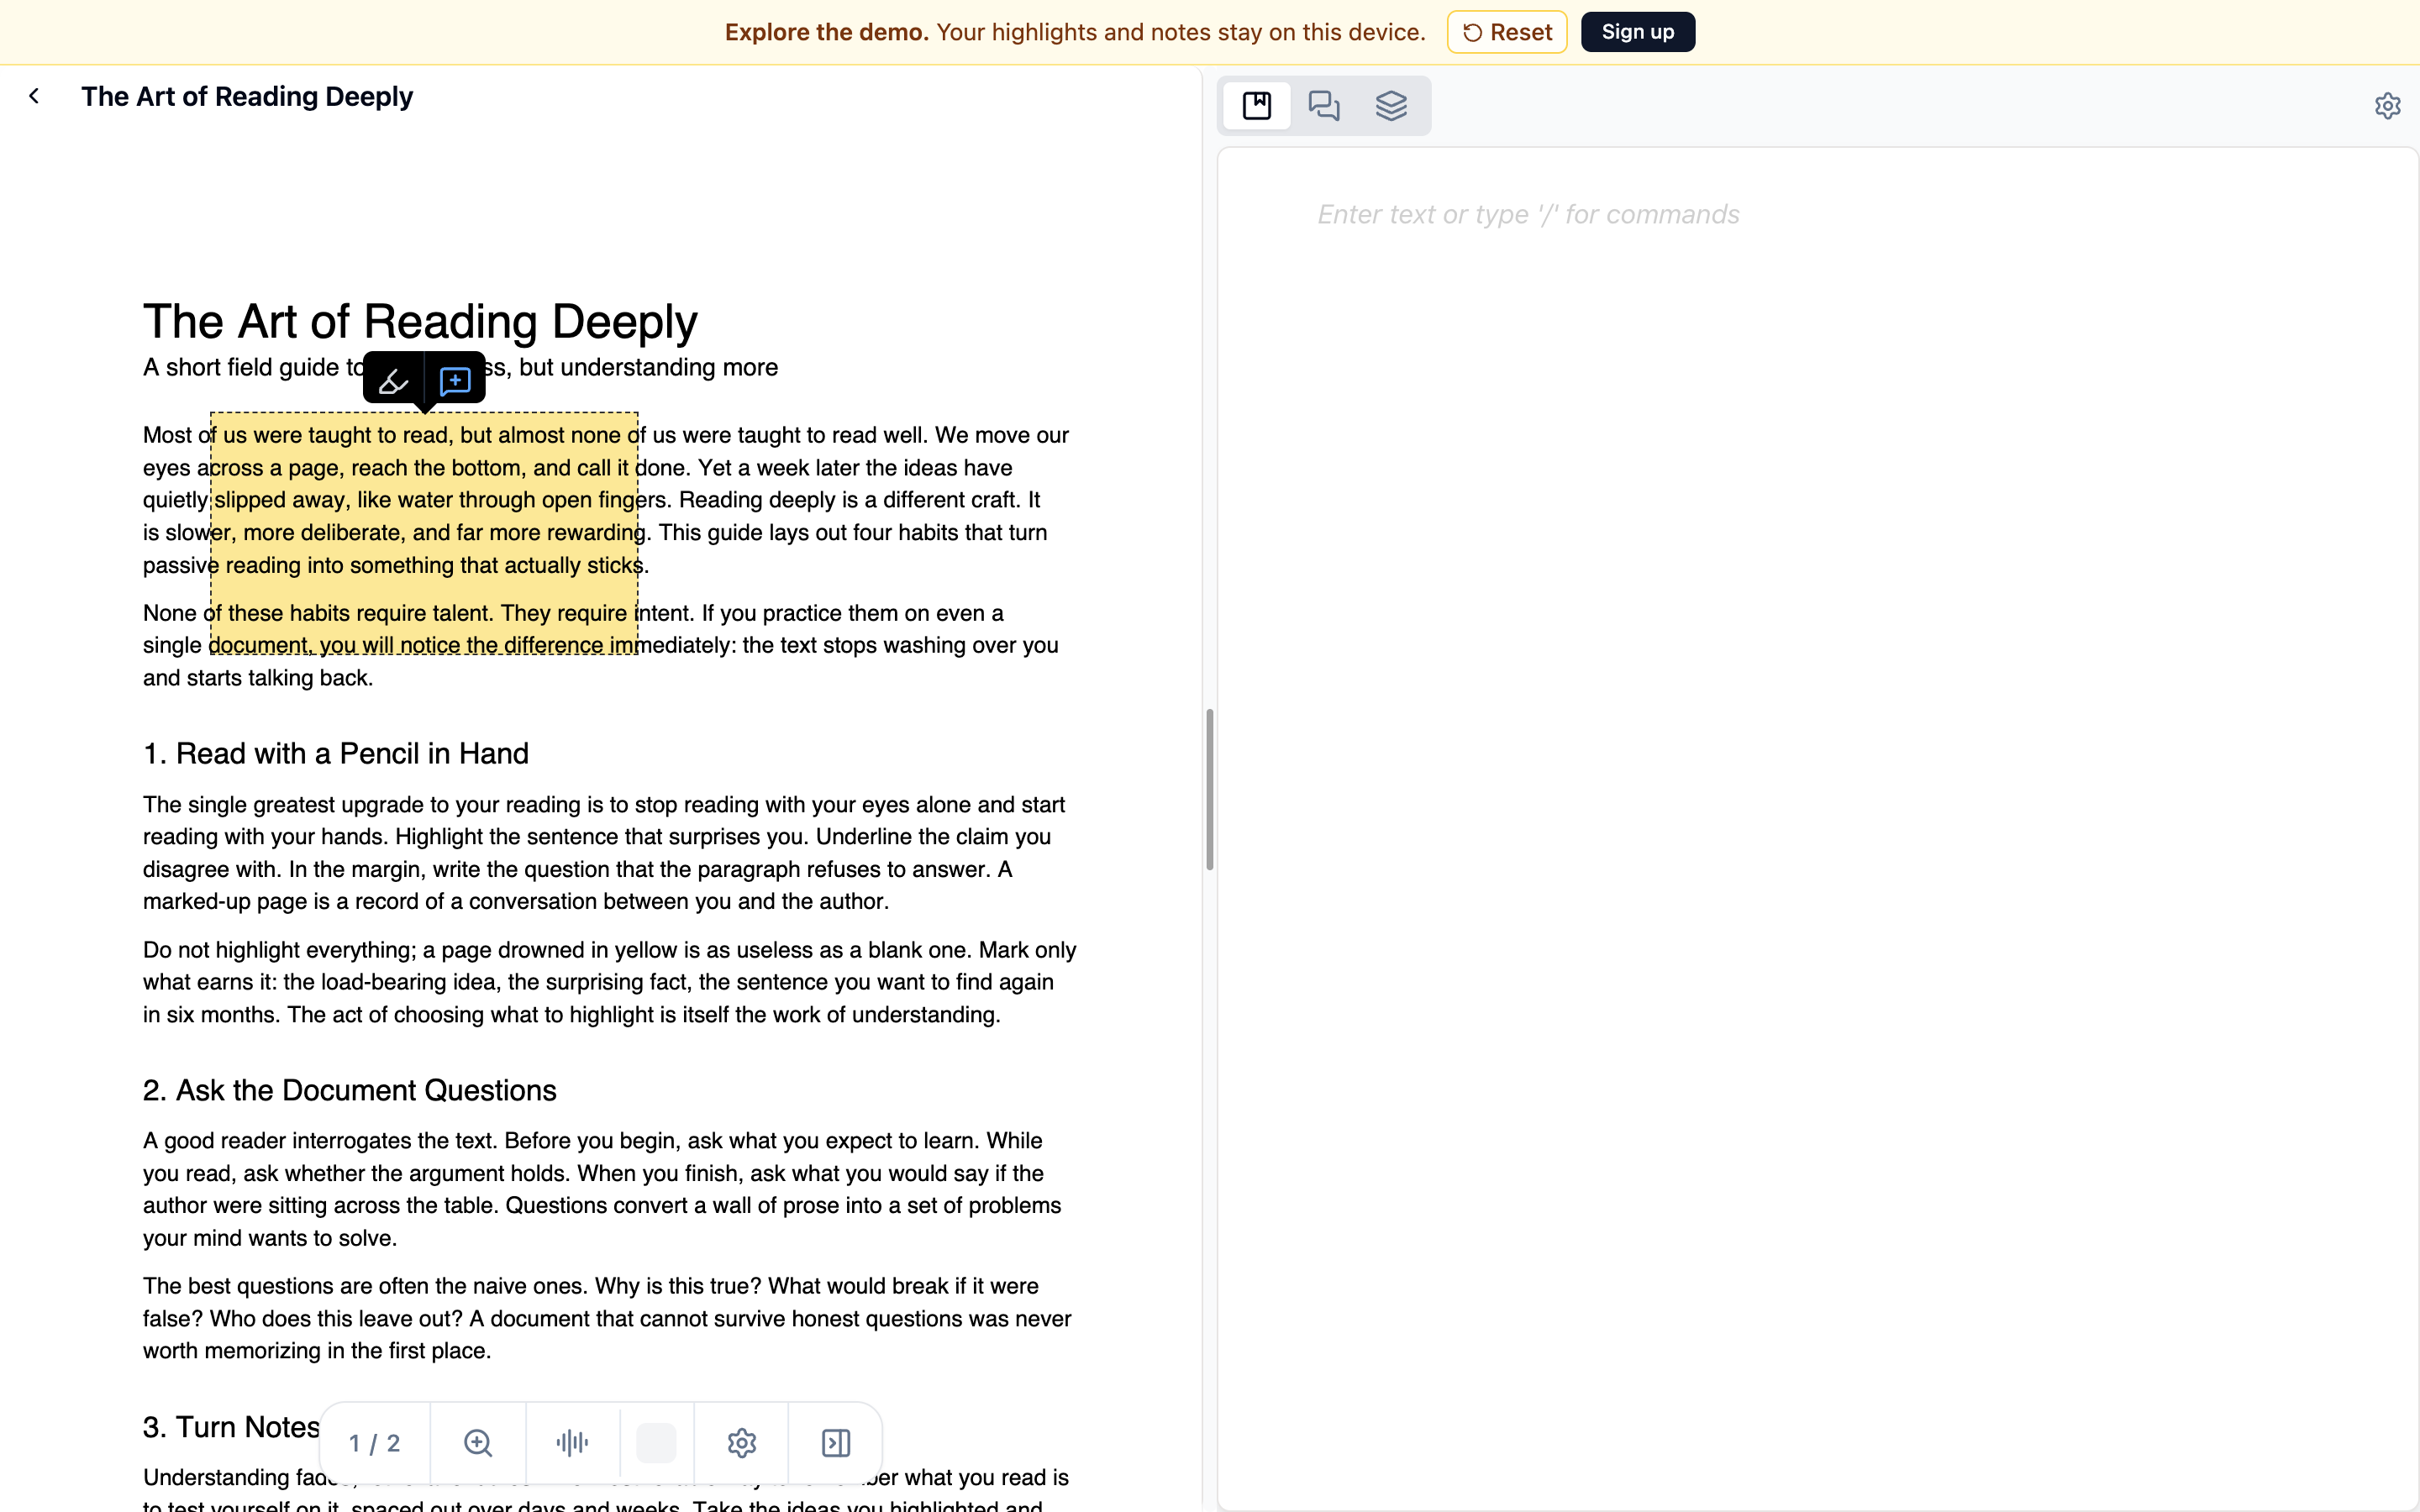 Explore the demo. Your highlights and notes stay on this device. Reset Sign up
The Art of Reading Deeply
The Art of Reading Deeply
A short field guide to ss, but understanding more
Most of us were taught to read, but almost none of us were taught to read well. We move our
eyes across a page, reach the bottom, and call it done. Yet a week later the ideas have
quietly slipped away, like water through open fingers. Reading deeply is a different craft. It
is slower, more deliberate, and far more rewarding. This guide lays out four habits that turn
passive reading into something that actually sticks.
None of these habits require talent. They require intent. If you practice them on even a
single document, you will notice the difference immediately: the text stops washing over you
and starts talking back.
1. Read with a Pencil in Hand
The single greatest upgrade to your reading is to stop reading with your eyes alone and start
reading with your hands. Highlight the sentence that surprises you. Underline the claim you
disagree with. In the margin, write the question that the paragraph refuses to answer. A
marked-up page is a record of a conversation between you and the author.
Do not highlight everything; a page drowned in yellow is as useless as a blank one. Mark only
what earns it: the load-bearing idea, the surprising fact, the sentence you want to find again
in six months. The act of choosing what to highlight is itself the work of understanding.
2. Ask the Document Questions
A good reader interrogates the text. Before you begin, ask what you expect to learn. While
you read, ask whether the argument holds. When you finish, ask what you would say if the
author were sitting across the table. Questions convert a wall of prose into a set of problems
your mind wants to solve.
The best questions are often the naive ones. Why is this true? What would break if it were
false? Who does this leave out? A document that cannot survive honest questions was never
worth memorizing in the first place.
3. Turn Notes
1 / 2
Understanding what you read is
to test yourself on it, spaced out over days and weeks. Take the ideas you highlighted and
Enter text or type '/' for commands